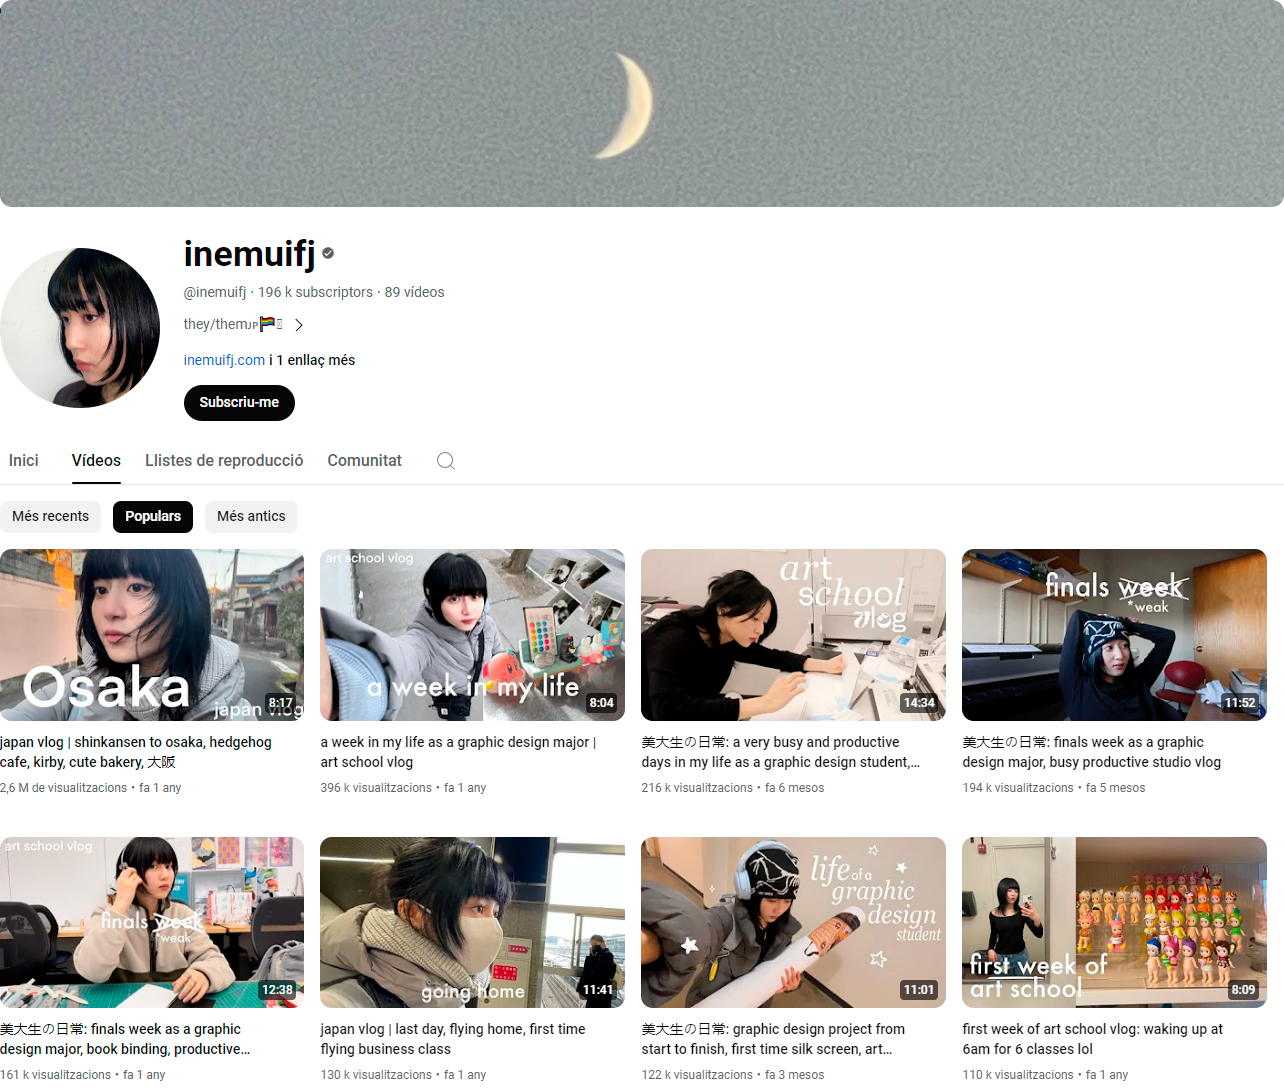 inemuifj
@inemuifj · 196 k subscriptors · 89 vídeos
they/themJP
inemuifj.com i 1 enllaç més
Subscriu-me
Inici Vídeos Llistes de reproducció Comunitat
Més recents Populars Més antics
Osaka
japan vlog
8:17
japan vlog | shinkansen to osaka, hedgehog
cafe, kirby, cute bakery, 大阪
2,6 M de visualitzacions • fa 1 any
art school vlog
a week in my life
8:04
a week in my life as a graphic design major |
art school vlog
396 k visualitzacions • fa 1 any
art
school
vlog
14:34
美大生の日常: a very busy and productive
days in my life as a graphic design student,...
216 k visualitzacions • fa 6 mesos
finals week
*weak
11:52
美大生の日常: finals week as a graphic
design major, busy productive studio vlog
194 k visualitzacions • fa 5 mesos
art school vlog
finals week
*weak
12:38
美大生の日常: finals week as a graphic
design major, book binding, productive...
161 k visualitzacions • fa 1 any
going home
11:41
japan vlog | last day, flying home, first time
flying business class
130 k visualitzacions • fa 1 any
life of a
graphic
design
student
11:01
美大生の日常: graphic design project from
start to finish, first time silk screen, art...
122 k visualitzacions • fa 3 mesos
first week of
art school
8:09
first week of art school vlog: waking up at
6am for 6 classes lol
110 k visualitzacions • fa 1 any